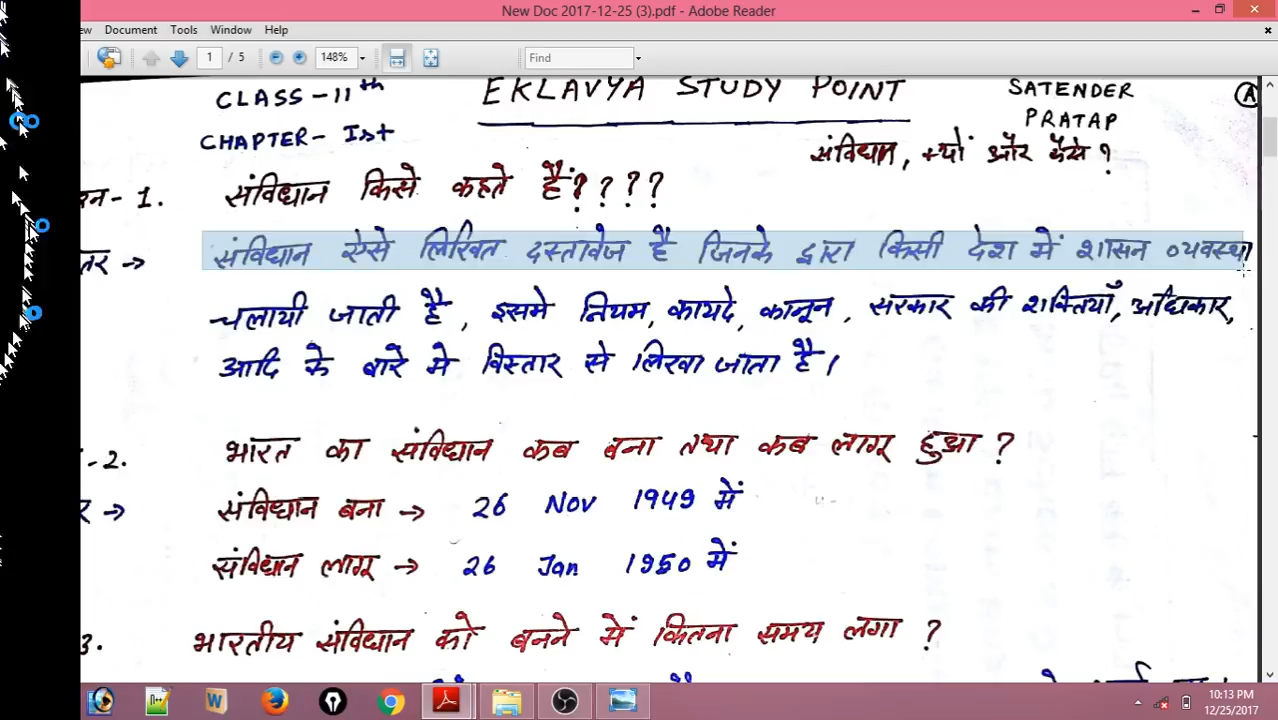 New Doc 2017-12-25 (3).pdf - Adobe Reader
ew Document Tools Window Help
1 / 5 148% Find
CLASS-11th EKLAVYA STUDY POINT SATENDER PRATAP A
CHAPTER- Ist
संविधान, क्यों और कैसे?
-1. संविधान किसे कहते हैं????
तर → संविधान ऐसे लिखित दस्तावेज है जिनके द्वारा किसी देश में शासन व्यवस्था
चलायी जाती है, इसमे नियम, कायदे, कानून, सरकार की शक्तियाँ, अधिकार,
आदि के बारे मे विस्तार से लिखा जाता है।
-2. भारत का संविधान कब बना तथा कब लागू हुआ?
र → संविधान बना → 26 Nov 1949 में
संविधान लागू → 26 Jan 1950 में
3. भारतीय संविधान को बनने में कितना समय लगा ?
10:13 PM
12/25/2017